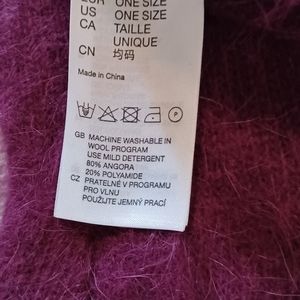 EUR ONE SIZE
US ONE SIZE
CA TAILLE
UNIQUE
CN 均码
Made in China
GB MACHINE WASHABLE IN
WOOL PROGRAM
USE MILD DETERGENT
80% ANGORA
20% POLYAMIDE
CZ PRATELNÉ V PROGRAMU
PRO VLNU
POUŽIJTE JEMNÝ PRACÍ